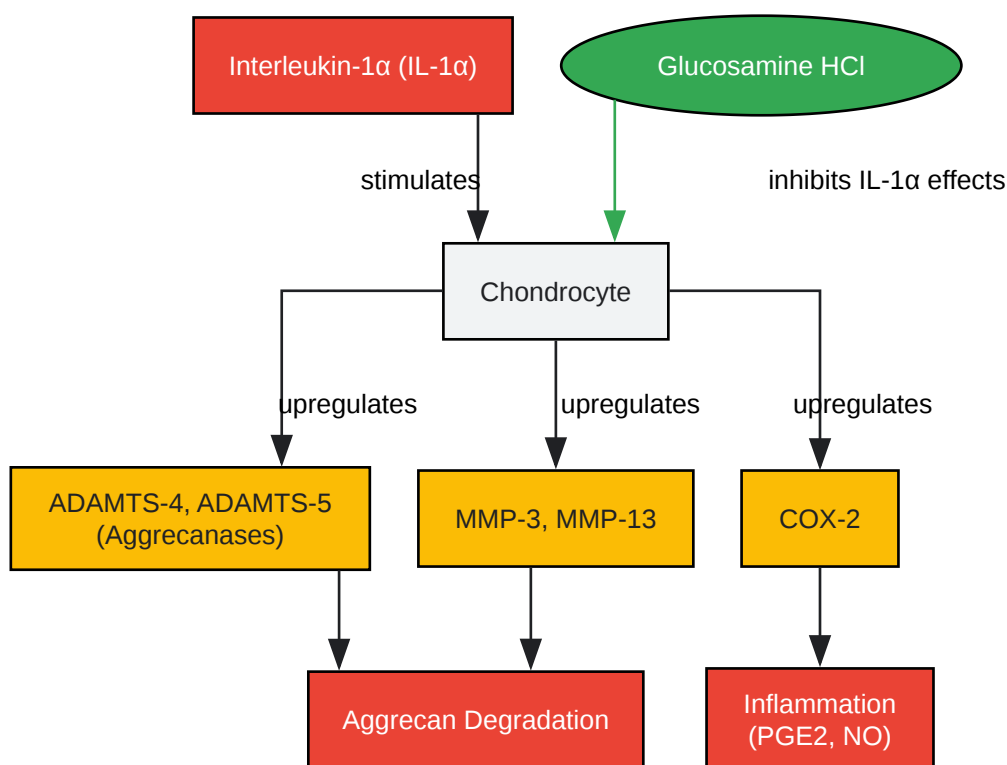 Interleukin-1α (IL-1α)
Glucosamine HCl
stimulates
inhibits IL-1α effects
Chondrocyte
upregulates
upregulates
upregulates
ADAMTS-4, ADAMTS-5
(Aggrecanases)
MMP-3, MMP-13
COX-2
Aggrecan Degradation
Inflammation
(PGE2, NO)